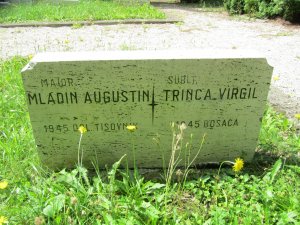 MAIOR SUBLT.
MLADIN AUGUSTIN TRINCA VIRGIL
1945 TISOVNIK 1945 BOSACA